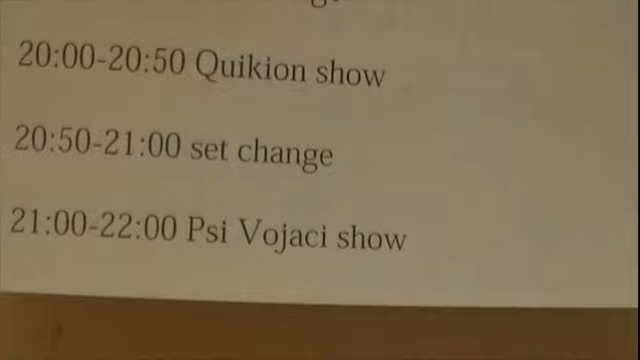 20:00-20:50 Quikion show
20:50-21:00 set change
21:00-22:00 Psi Vojaci show